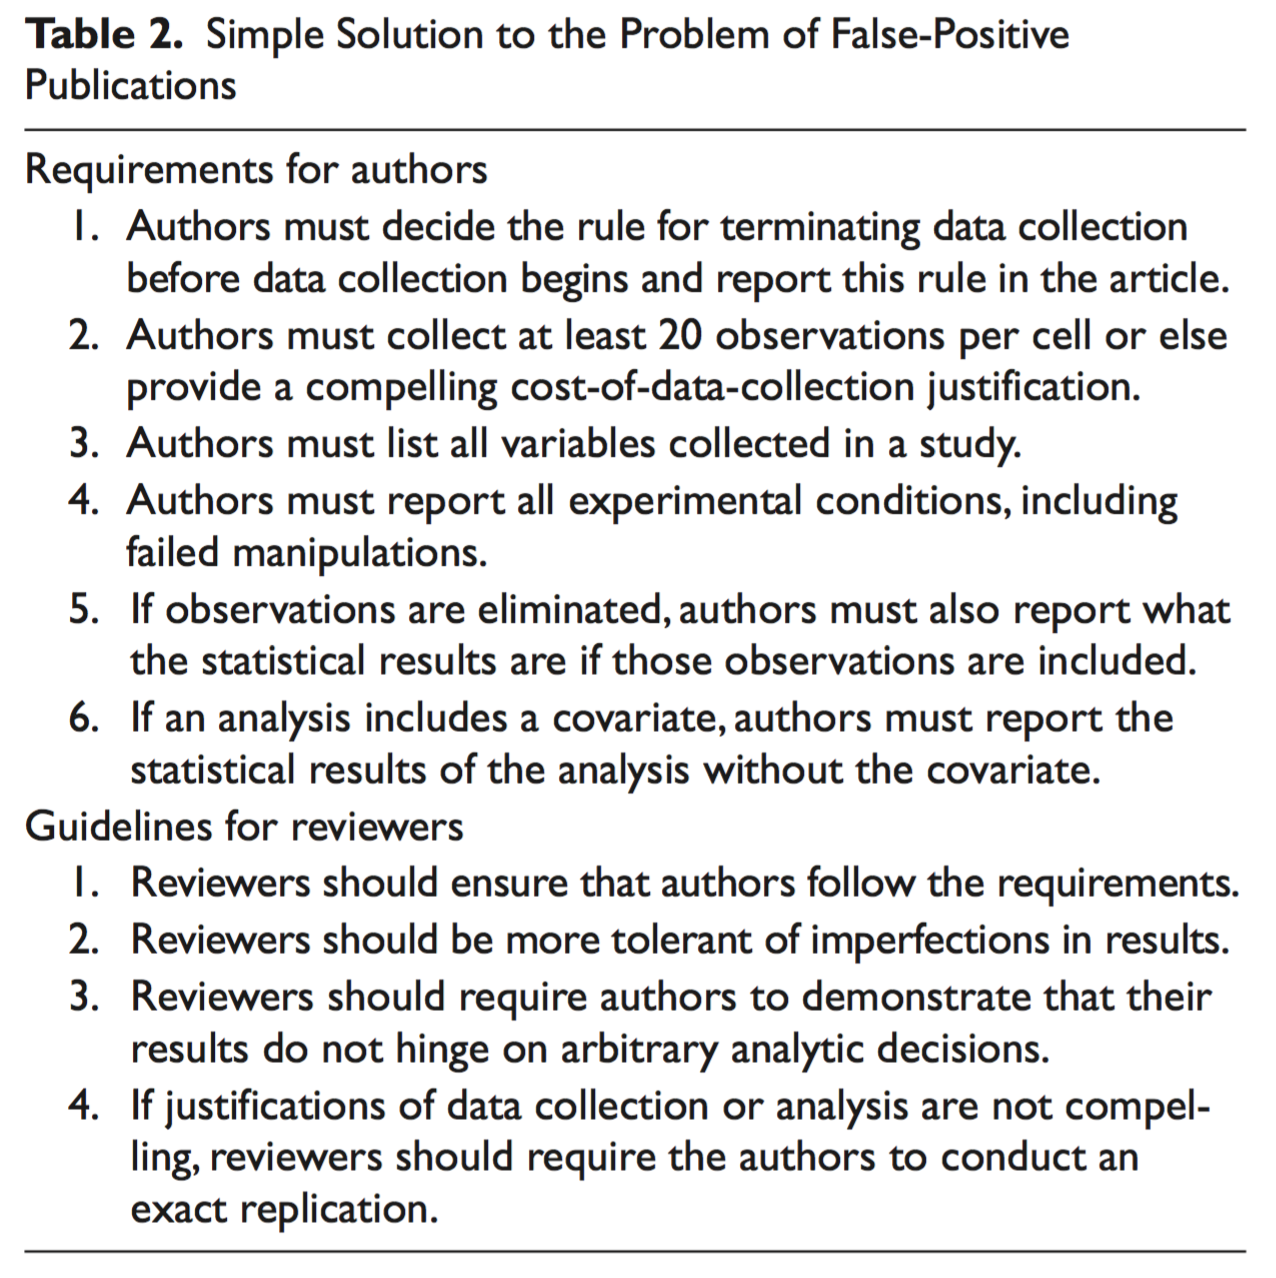 Table 2. Simple Solution to the Problem of False-Positive
Publications
Requirements for authors
1. Authors must decide the rule for terminating data collection
before data collection begins and report this rule in the article.
2. Authors must collect at least 20 observations per cell or else
provide a compelling cost-of-data-collection justification.
3. Authors must list all variables collected in a study.
4. Authors must report all experimental conditions, including
failed manipulations.
5. If observations are eliminated, authors must also report what
the statistical results are if those observations are included.
6. If an analysis includes a covariate, authors must report the
statistical results of the analysis without the covariate.
Guidelines for reviewers
1. Reviewers should ensure that authors follow the requirements.
2. Reviewers should be more tolerant of imperfections in results.
3. Reviewers should require authors to demonstrate that their
results do not hinge on arbitrary analytic decisions.
4. If justifications of data collection or analysis are not compel-
ling, reviewers should require the authors to conduct an
exact replication.